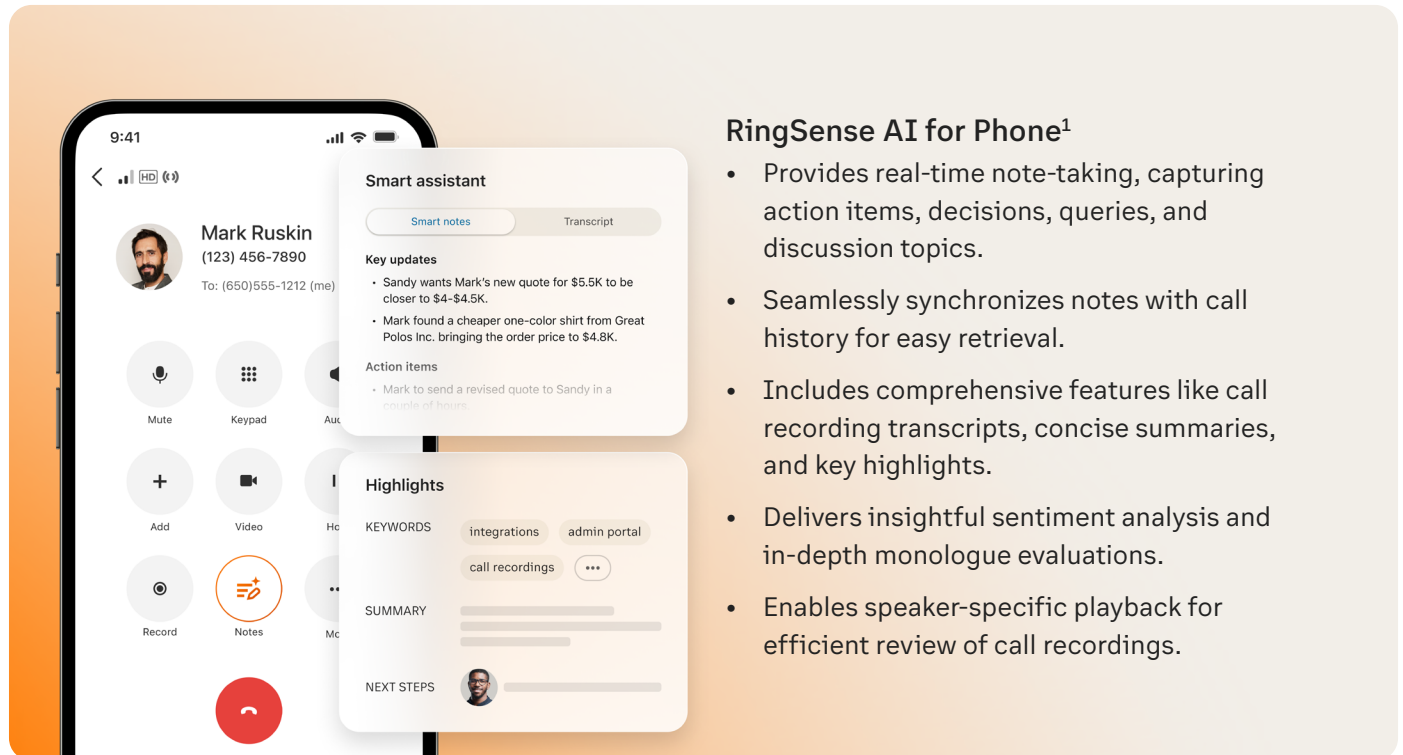 9:41
HD
Mark Ruskin
(123) 456-7890
To: (650)555-1212 (me)
Mute
Keypad
Add
Video
Record
Notes
Smart assistant
Smart notes
Transcript
Key updates
• Sandy wants Mark's new quote for $5.5K to be
closer to $4-$4.5K.
• Mark found a cheaper one-color shirt from Great
Polos Inc. bringing the order price to $4.8K.
Action items
• Mark to send a revised quote to Sandy in a
couple of hours
Highlights
KEYWORDS
integrations
admin portal
call recordings
SUMMARY
NEXT STEPS
RingSense AI for Phone¹
• Provides real-time note-taking, capturing
action items, decisions, queries, and
discussion topics.
• Seamlessly synchronizes notes with call
history for easy retrieval.
• Includes comprehensive features like call
recording transcripts, concise summaries,
and key highlights.
• Delivers insightful sentiment analysis and
in-depth monologue evaluations.
• Enables speaker-specific playback for
efficient review of call recordings.